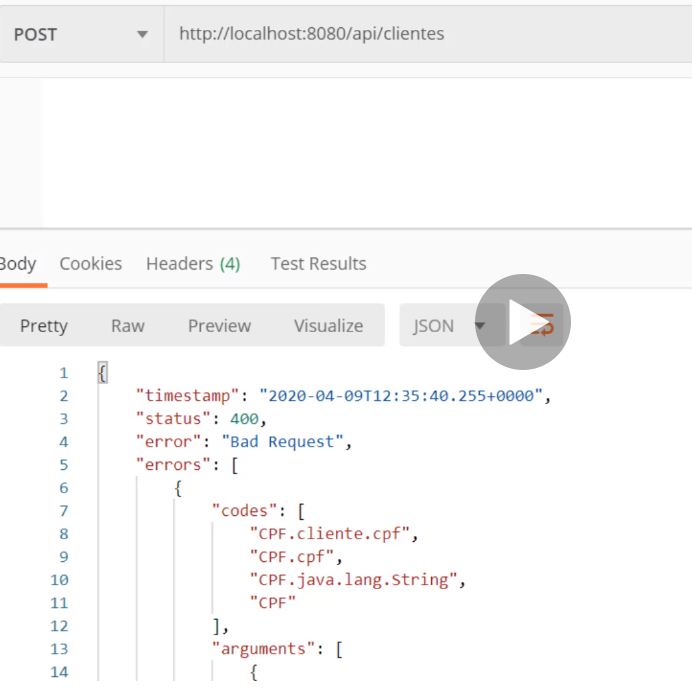 POST http://localhost:8080/api/clientes
Body Cookies Headers (4) Test Results
Pretty Raw Preview Visualize JSON
1 {
2 "timestamp": "2020-04-09T12:35:40.255+0000",
3 "status": 400,
4 "error": "Bad Request",
5 "errors": [
6 {
7 "codes": [
8 "CPF.cliente.cpf",
9 "CPF.cpf",
10 "CPF.java.lang.String",
11 "CPF"
12 ],
13 "arguments": [
14 {